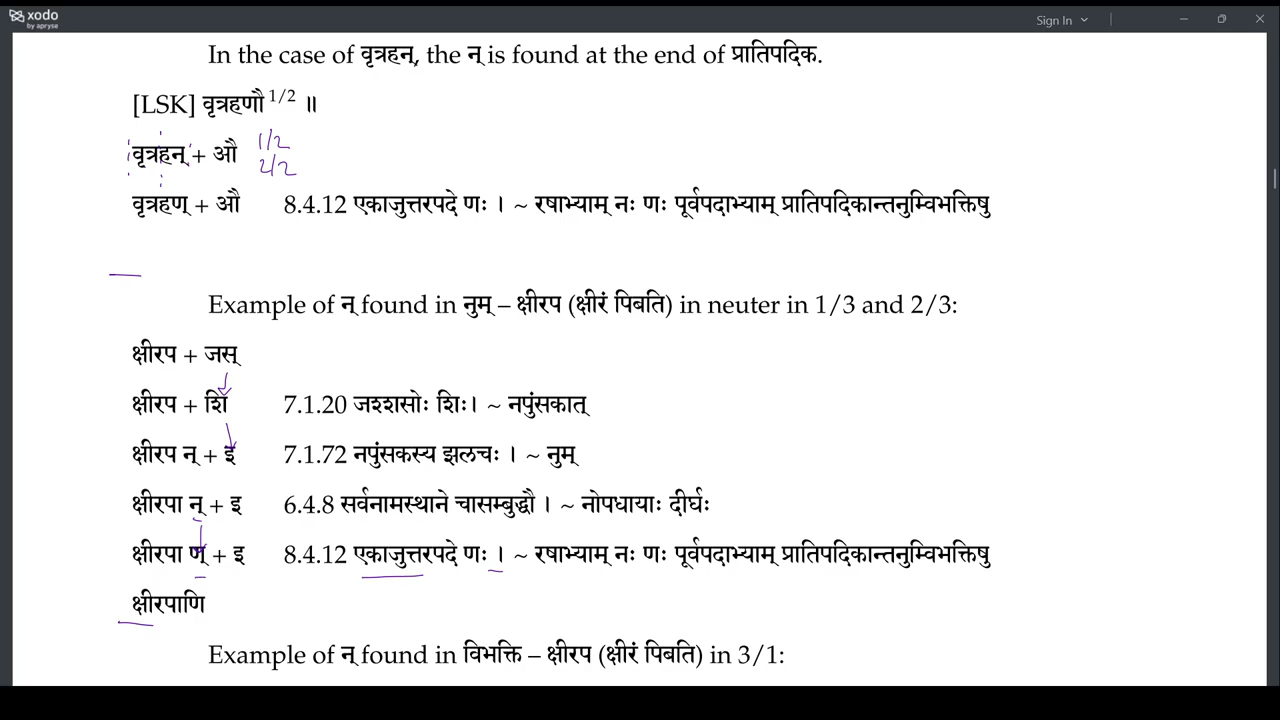 xodo
by apryse
Sign In
In the case of वृत्रहन्, the न् is found at the end of प्रातिपदिक.
[LSK] वृत्रहणौ 1/2 ॥
वृत्रहन् + औ 1/2
2/2
वृत्रहण् + औ 8.4.12 एकाजुत्तरपदे णः । ~ रषाभ्याम् नः णः पूर्वपदाभ्याम् प्रातिपदिकान्तनुम्विभक्तिषु
Example of न् found in नुम् – क्षीरप (क्षीरं पिबति) in neuter in 1/3 and 2/3:
क्षीरप + जस्
क्षीरप + शि 7.1.20 जश्शसोः शिः। ~ नपुंसकात्
क्षीरप न् + इ 7.1.72 नपुंसकस्य झलचः । ~ नुम्
क्षीरपा न् + इ 6.4.8 सर्वनामस्थाने चासम्बुद्धौ । ~ नोपधायाः दीर्घः
क्षीरपा ण् + इ 8.4.12 एकाजुत्तरपदे णः । ~ रषाभ्याम् नः णः पूर्वपदाभ्याम् प्रातिपदिकान्तनुम्विभक्तिषु
क्षीरपाणि
Example of न् found in विभक्ति – क्षीरप (क्षीरं पिबति) in 3/1: